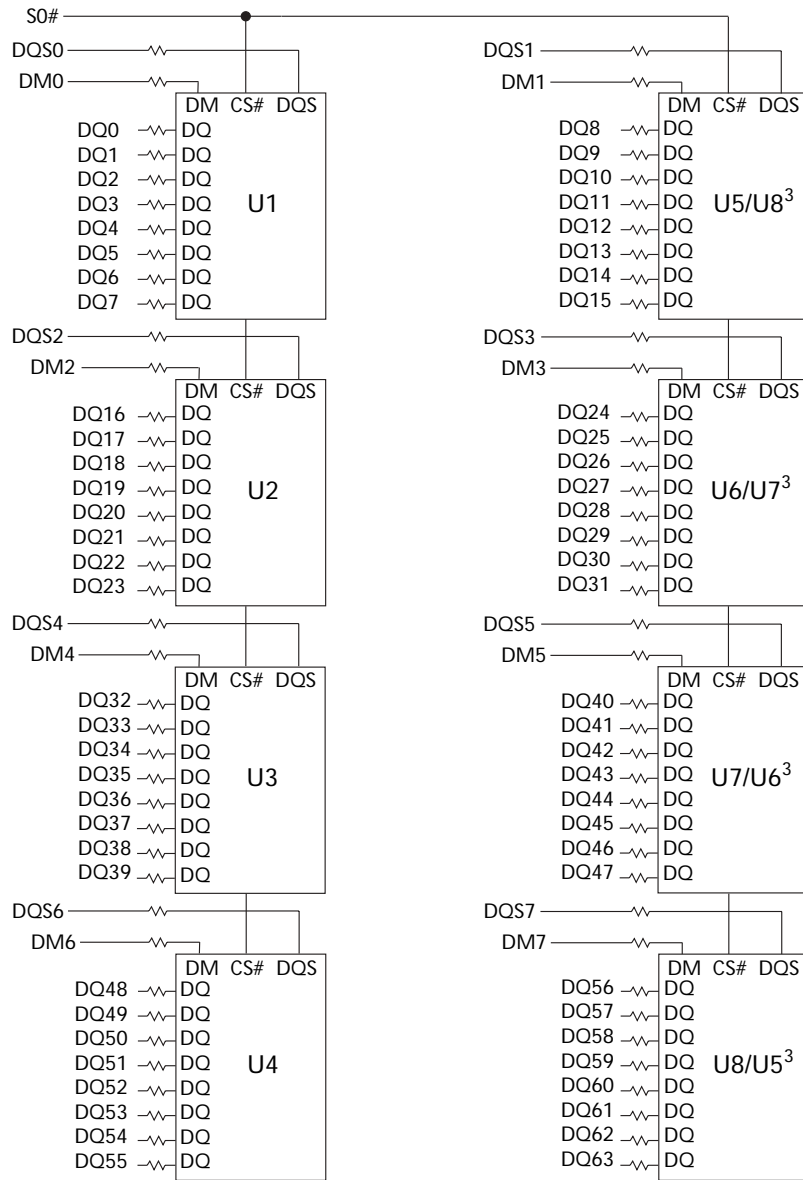 S0#
DQS0
DM0
DM CS# DQS
DQ0 DQ
DQ1 DQ
DQ2 DQ
DQ3 DQ
DQ4 DQ
DQ5 DQ
DQ6 DQ
DQ7 DQ
U1
DQS2
DM2
DM CS# DQS
DQ16 DQ
DQ17 DQ
DQ18 DQ
DQ19 DQ
DQ20 DQ
DQ21 DQ
DQ22 DQ
DQ23 DQ
U2
DQS4
DM4
DM CS# DQS
DQ32 DQ
DQ33 DQ
DQ34 DQ
DQ35 DQ
DQ36 DQ
DQ37 DQ
DQ38 DQ
DQ39 DQ
U3
DQS6
DM6
DM CS# DQS
DQ48 DQ
DQ49 DQ
DQ50 DQ
DQ51 DQ
DQ52 DQ
DQ53 DQ
DQ54 DQ
DQ55 DQ
U4
DQS1
DM1
DM CS# DQS
DQ8 DQ
DQ9 DQ
DQ10 DQ
DQ11 DQ
DQ12 DQ
DQ13 DQ
DQ14 DQ
DQ15 DQ
U5/U8³
DQS3
DM3
DM CS# DQS
DQ24 DQ
DQ25 DQ
DQ26 DQ
DQ27 DQ
DQ28 DQ
DQ29 DQ
DQ30 DQ
DQ31 DQ
U6/U7³
DQS5
DM5
DM CS# DQS
DQ40 DQ
DQ41 DQ
DQ42 DQ
DQ43 DQ
DQ44 DQ
DQ45 DQ
DQ46 DQ
DQ47 DQ
U7/U6³
DQS7
DM7
DM CS# DQS
DQ56 DQ
DQ57 DQ
DQ58 DQ
DQ59 DQ
DQ60 DQ
DQ61 DQ
DQ62 DQ
DQ63 DQ
U8/U5³